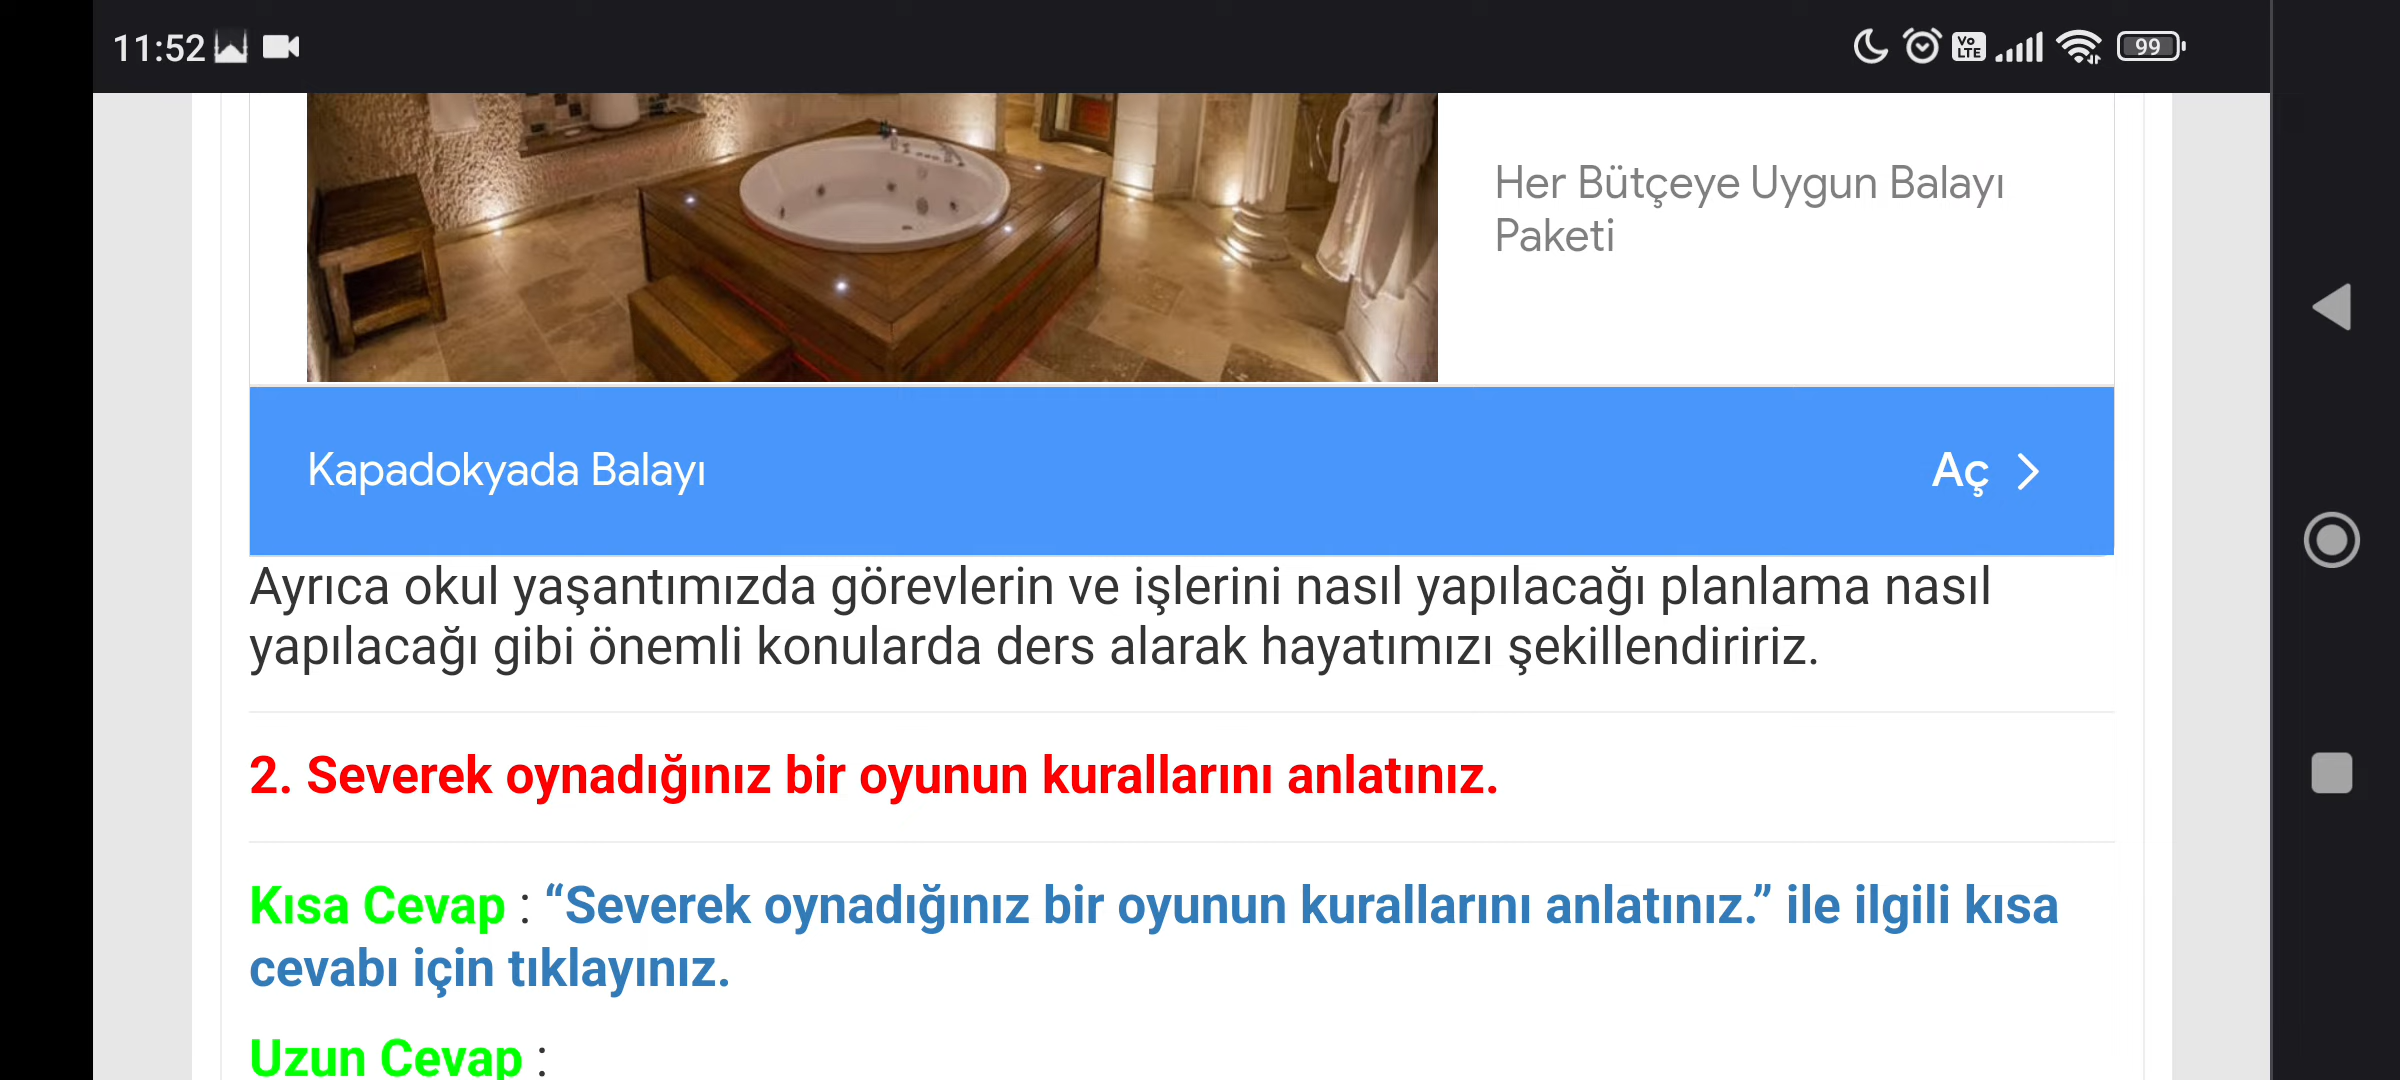 11:52
Vo
LTE
99
Her Bütçeye Uygun Balayı
Paketi
Kapadokyada Balayı
Aç
Ayrıca okul yaşantımızda görevlerin ve işlerini nasıl yapılacağı planlama nasıl
yapılacağı gibi önemli konularda ders alarak hayatımızı şekillendiririz.
2. Severek oynadığınız bir oyunun kurallarını anlatınız.
Kısa Cevap : “Severek oynadığınız bir oyunun kurallarını anlatınız.” ile ilgili kısa
cevabı için tıklayınız.
Uzun Cevap :